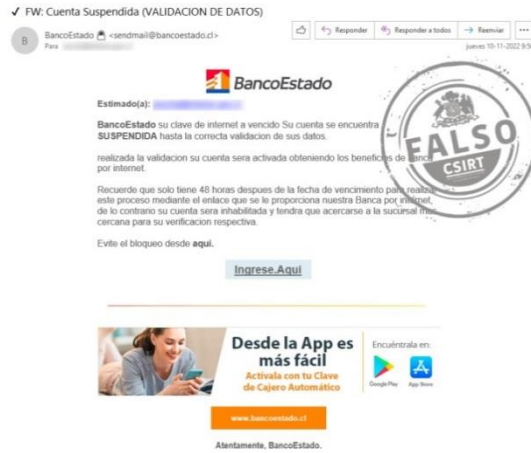 ✓ FW: Cuenta Suspendida (VALIDACION DE DATOS)
B
BancoEstado <sendmail@bancoestado.cl>
Para
Responder
Responder a todos
Reenviar
jueves 10-11-2022
BancoEstado
FALSO
CSIRT
Estimado(a):
BancoEstado su clave de internet a vencido Su cuenta se encuentra
SUSPENDIDA hasta la correcta validacion de sus datos.
realizada la validacion su cuenta sera activada obteniendo los beneficios de banca
por internet.
Recuerde que solo tiene 48 horas despues de la fecha de vencimiento para realizar
este proceso mediante el enlace que se le proporciona nuestra Banca por internet,
de lo contrario su cuenta sera inhabilitada y tendra que acercarse a la sucursal mas
cercana para su verificacion respectiva.
Evite el bloqueo desde aqui.
Ingrese.Aqui
Desde la App es
más fácil
Actívala con tu Clave
de Cajero Automático
Encuéntrala en:
Google Play
App Store
www.bancoestado.cl
Atentamente, BancoEstado.